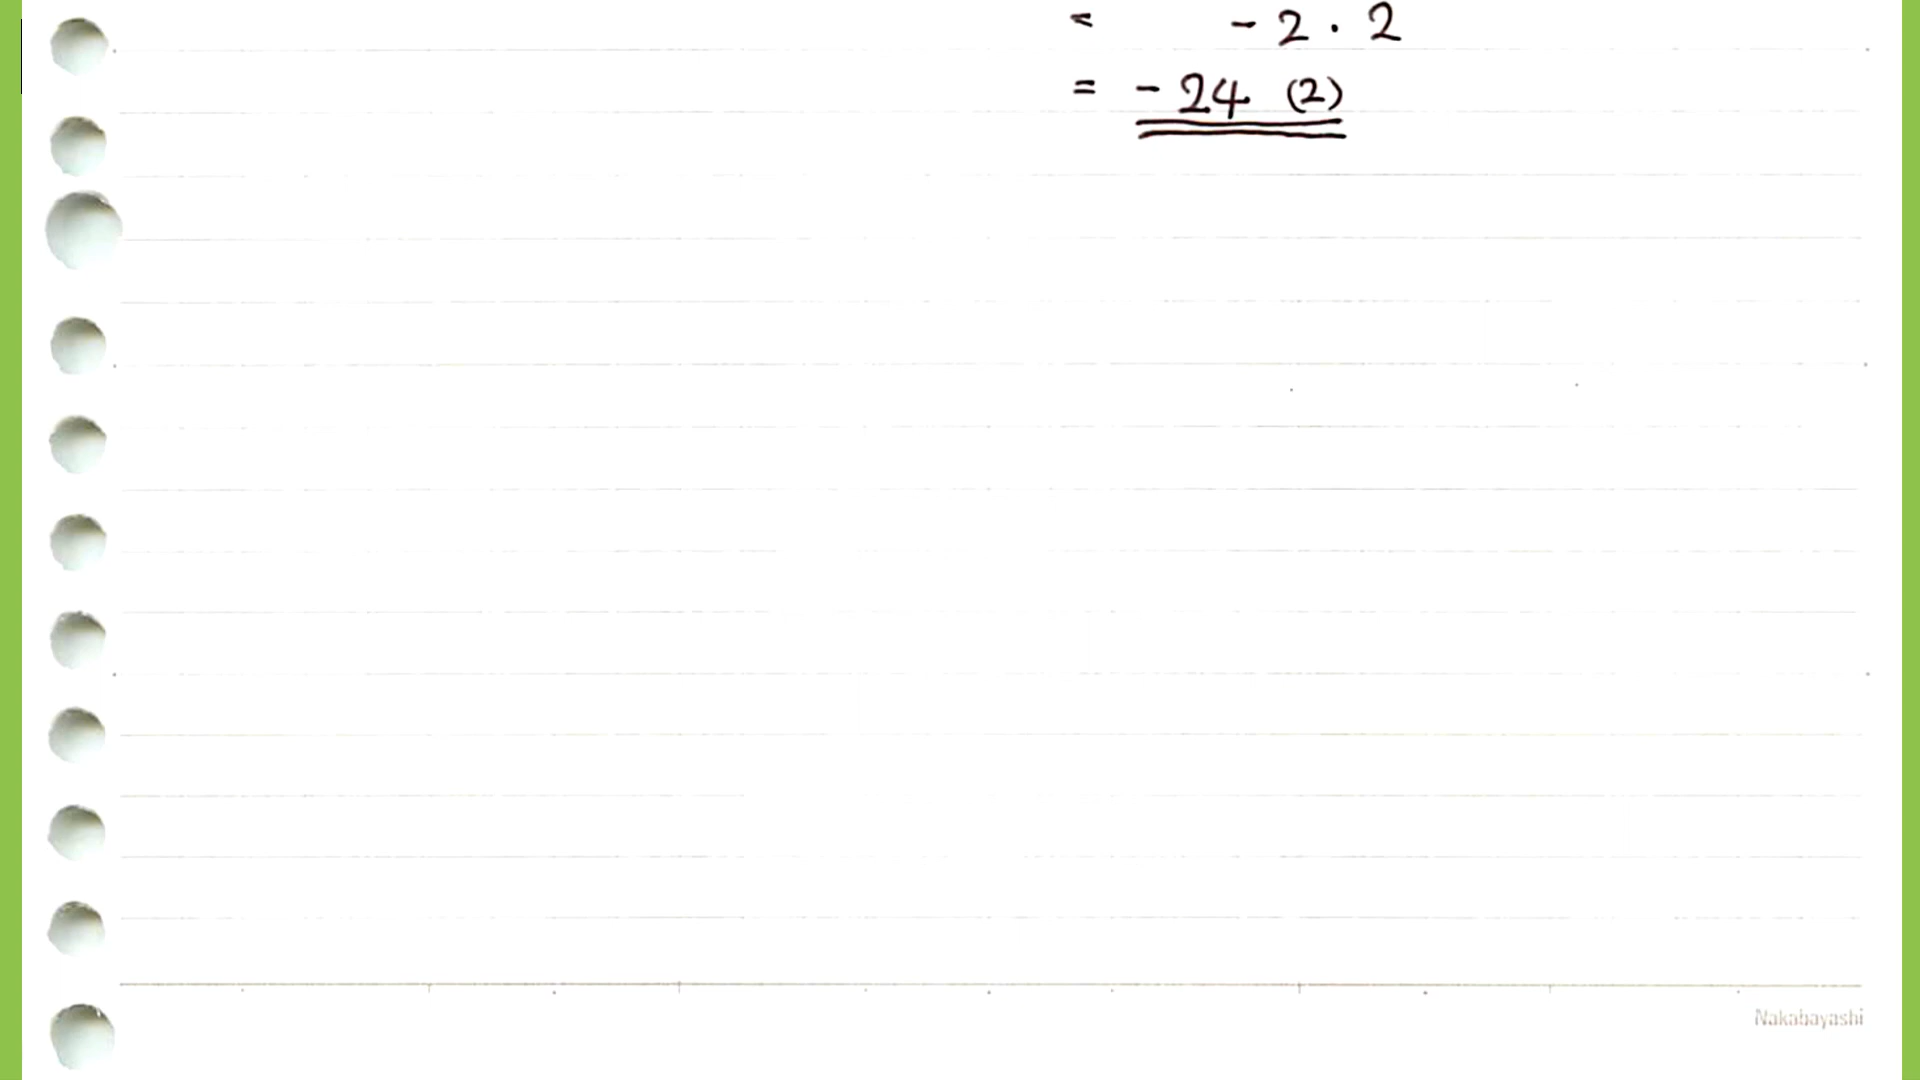 = - 2 . 2
= - 24 (2)
Nakabayashi